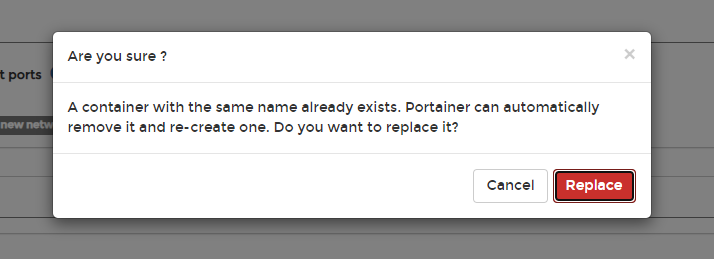 Are you sure ?
×
t ports
A container with the same name already exists. Portainer can automatically
remove it and re-create one. Do you want to replace it?
new netw
Cancel
Replace